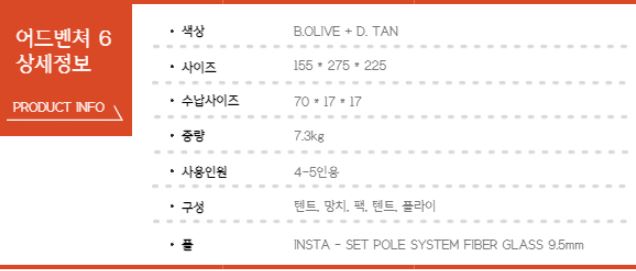 어드벤처 6
상세정보
PRODUCT INFO
• 색상 B.OLIVE + D. TAN
• 사이즈 155 * 275 * 225
• 수납사이즈 70 * 17 * 17
• 중량 7.3kg
• 사용인원 4-5인용
• 구성 텐트, 망치, 팩, 텐트, 플라이
• 폴 INSTA - SET POLE SYSTEM FIBER GLASS 9.5mm